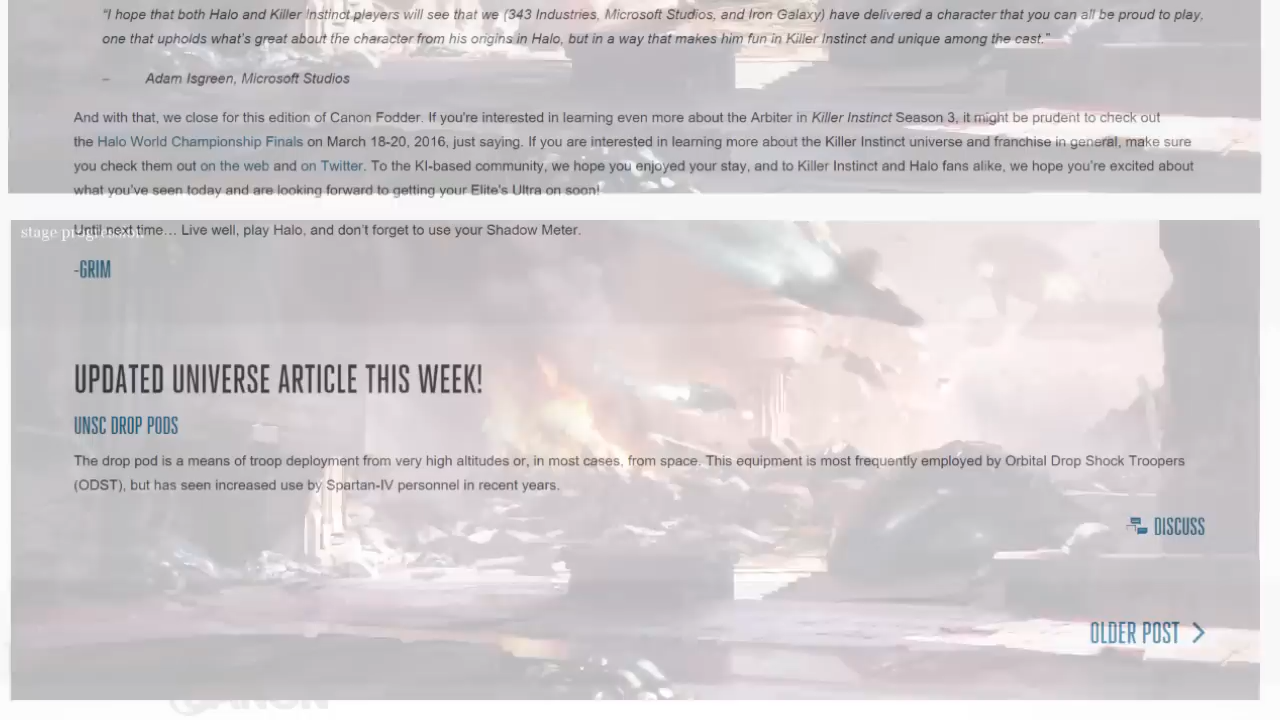 “I hope that both Halo and Killer Instinct players will see that we (343 Industries, Microsoft Studios, and Iron Galaxy) have delivered a character that you can all be proud to play,
one that upholds what’s great about the character from his origins in Halo, but in a way that makes him fun in Killer Instinct and unique among the cast.”
– Adam Isgreen, Microsoft Studios
And with that, we close for this edition of Canon Fodder. If you're interested in learning even more about the Arbiter in Killer Instinct Season 3, it might be prudent to check out
the Halo World Championship Finals on March 18-20, 2016, just saying. If you are interested in learning more about the Killer Instinct universe and franchise in general, make sure
you check them out on the web and on Twitter. To the KI-based community, we hope you enjoyed your stay, and to Killer Instinct and Halo fans alike, we hope you’re excited about
what you’ve seen today and are looking forward to getting your Elite’s Ultra on soon!
stage progression
Until next time… Live well, play Halo, and don’t forget to use your Shadow Meter.
-GRIM
UPDATED UNIVERSE ARTICLE THIS WEEK!
UNSC DROP PODS
The drop pod is a means of troop deployment from very high altitudes or, in most cases, from space. This equipment is most frequently employed by Orbital Drop Shock Troopers
(ODST), but has seen increased use by Spartan-IV personnel in recent years.
DISCUSS
OLDER POST